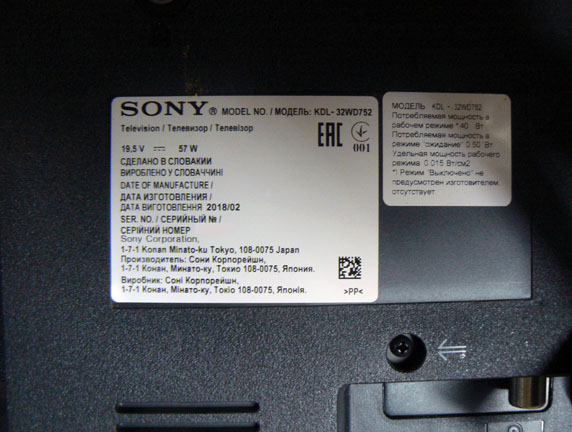 SONY® MODEL NO. / МОДЕЛЬ: KDL-32WD752
Television / Телевизор / Телевізор
19,5 V ⎓ 57 W
EAC
001
СДЕЛАНО В СЛОВАКИИ
ВИРОБЛЕНО У СЛОВАЧЧИНІ
DATE OF MANUFACTURE /
ДАТА ИЗГОТОВЛЕНИЯ /
ДАТА ВИГОТОВЛЕННЯ 2018/02
SER. NO. / СЕРИЙНЫЙ № /
СЕРІЙНИЙ НОМЕР
Sony Corporation,
1-7-1 Konan Minato-ku Tokyo, 108-0075 Japan
Производитель: Сони Корпорейшн,
1-7-1 Конан, Минато-ку, Токио 108-0075, Япония.
Виробник: Соні Корпорейшн,
1-7-1 Конан, Мінато-ку, Токіо 108-0075, Японія.
>PP<
МОДЕЛЬ KDL - 32WD752
Потребляемая мощность в
рабочем режиме *:40 Вт
Потребляемая мощность в
режиме "ожидание":0.50 Вт
Удельная мощность рабочего
режима :0.015 Вт/см2
*) Режим "Выключено" не
предусмотрен изготовителем
отсутствует